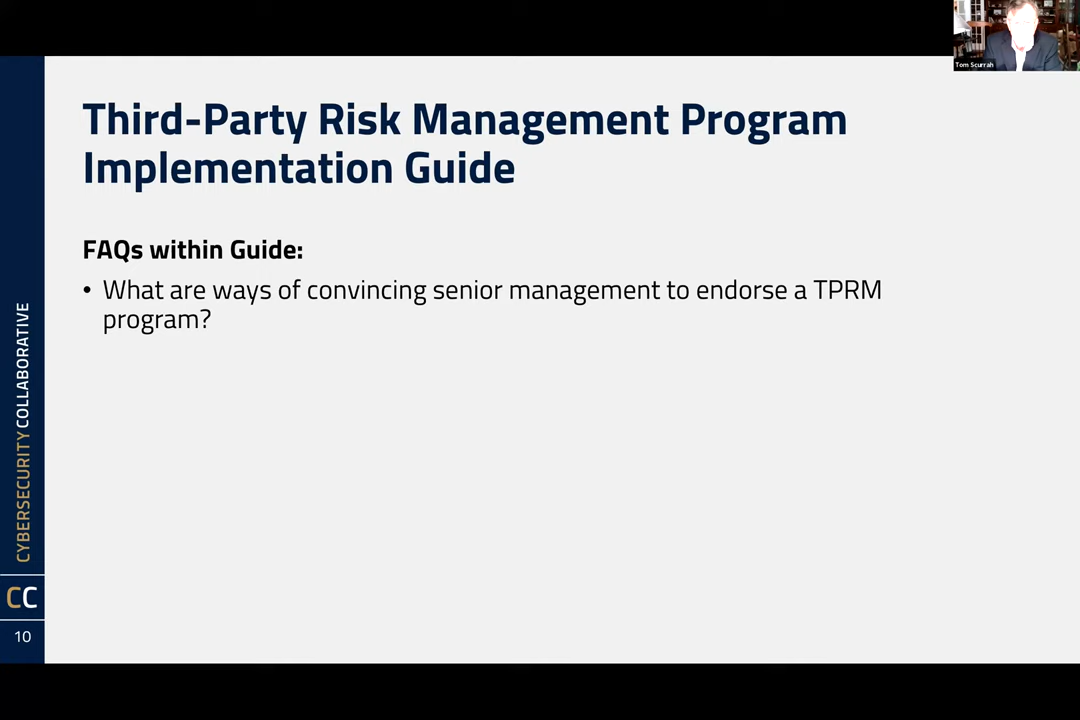 Tom Scurrah
Third-Party Risk Management Program
Implementation Guide
FAQs within Guide:
• What are ways of convincing senior management to endorse a TPRM
program?
CYBERSECURITY COLLABORATIVE
CC
10